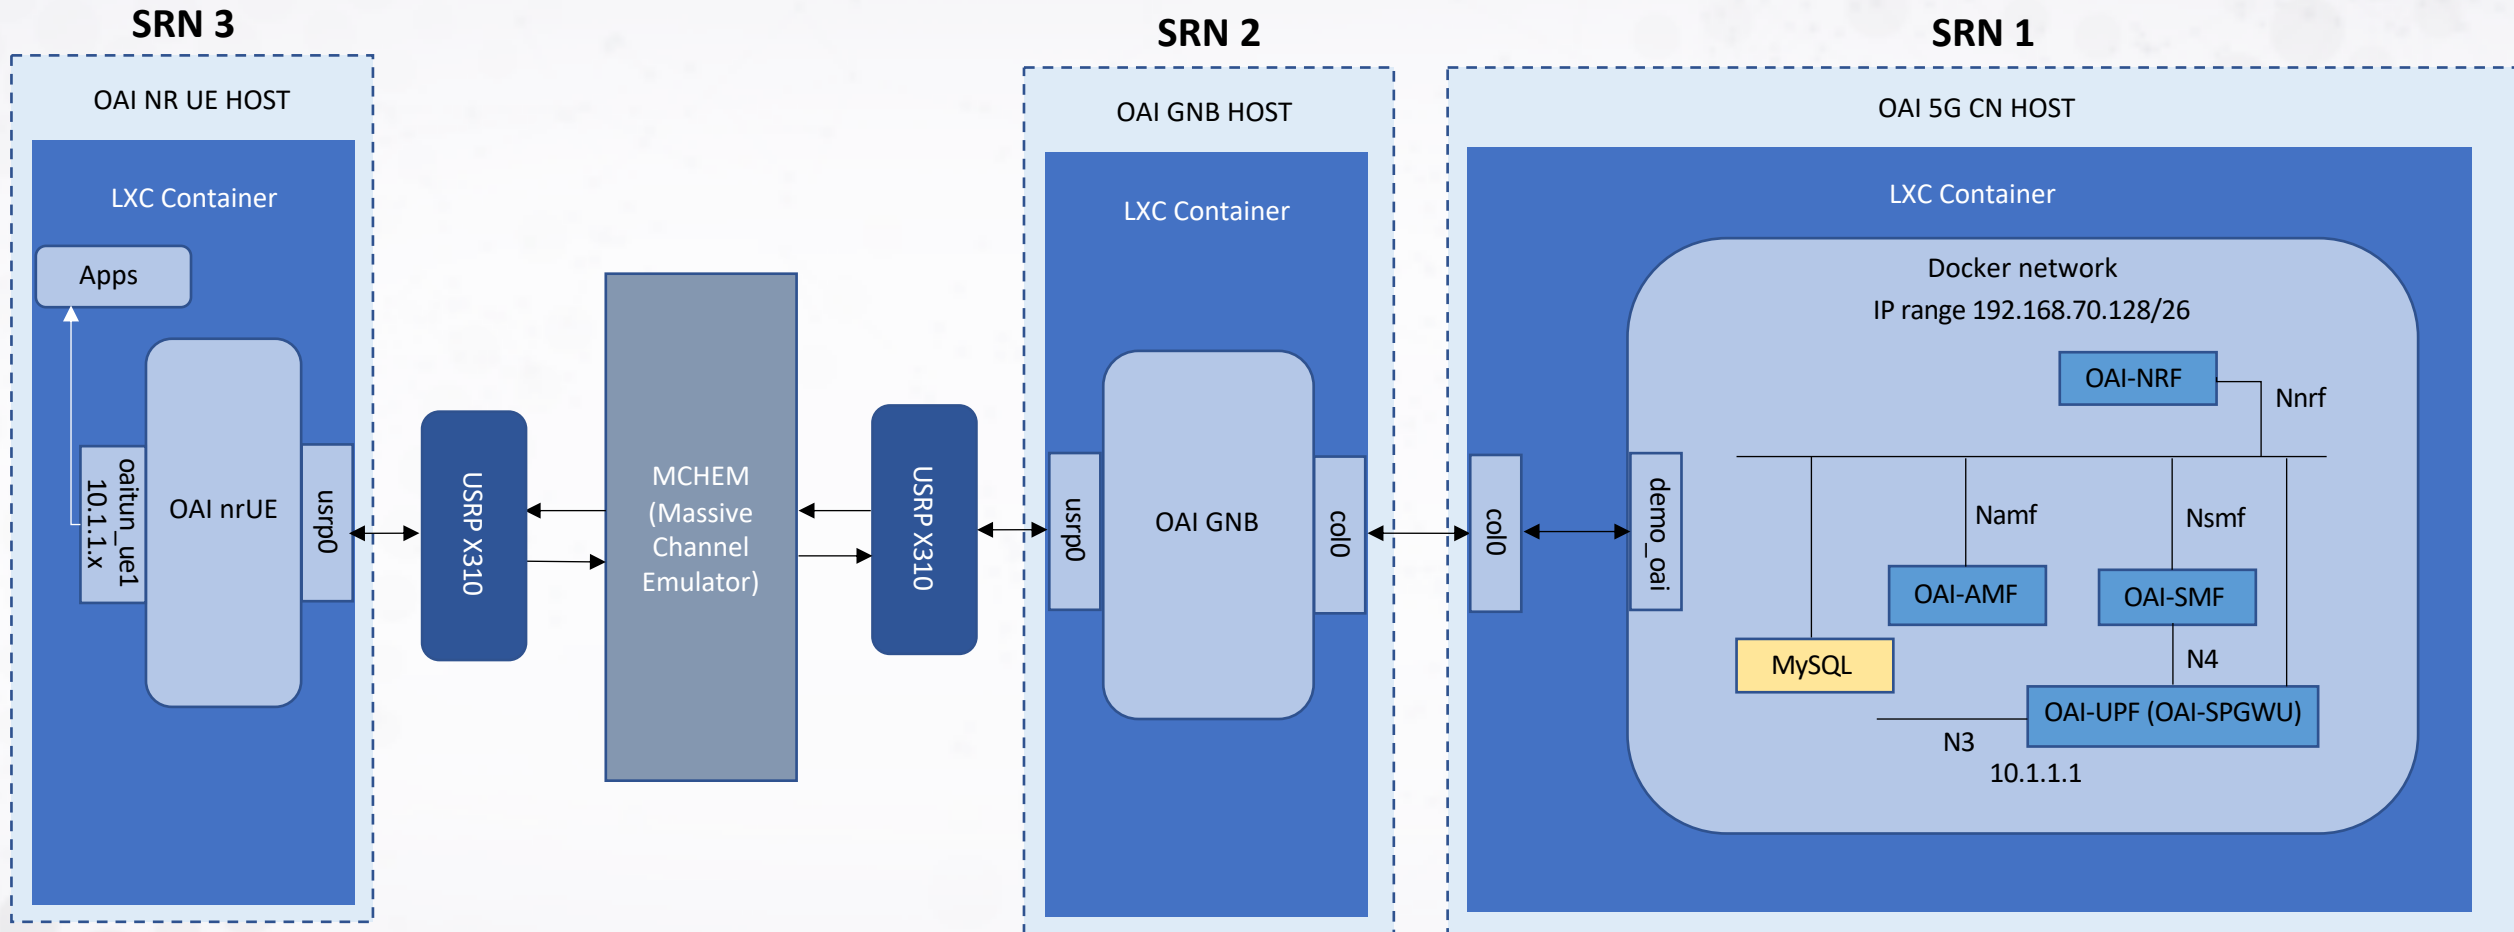 SRN 3
OAI NR UE HOST
LXC Container
Apps
oaitun_ue1
10.1.1.x
OAI nrUE
usrp0
USRP X310
MCHEM
(Massive
Channel
Emulator)
USRP X310
SRN 2
OAI GNB HOST
LXC Container
usrp0
OAI GNB
col0
SRN 1
OAI 5G CN HOST
LXC Container
col0
demo_oai
Docker network
IP range 192.168.70.128/26
OAI-NRF
Nnrf
Namf
Nsmf
OAI-AMF
OAI-SMF
MySQL
N4
OAI-UPF (OAI-SPGWU)
N3
10.1.1.1